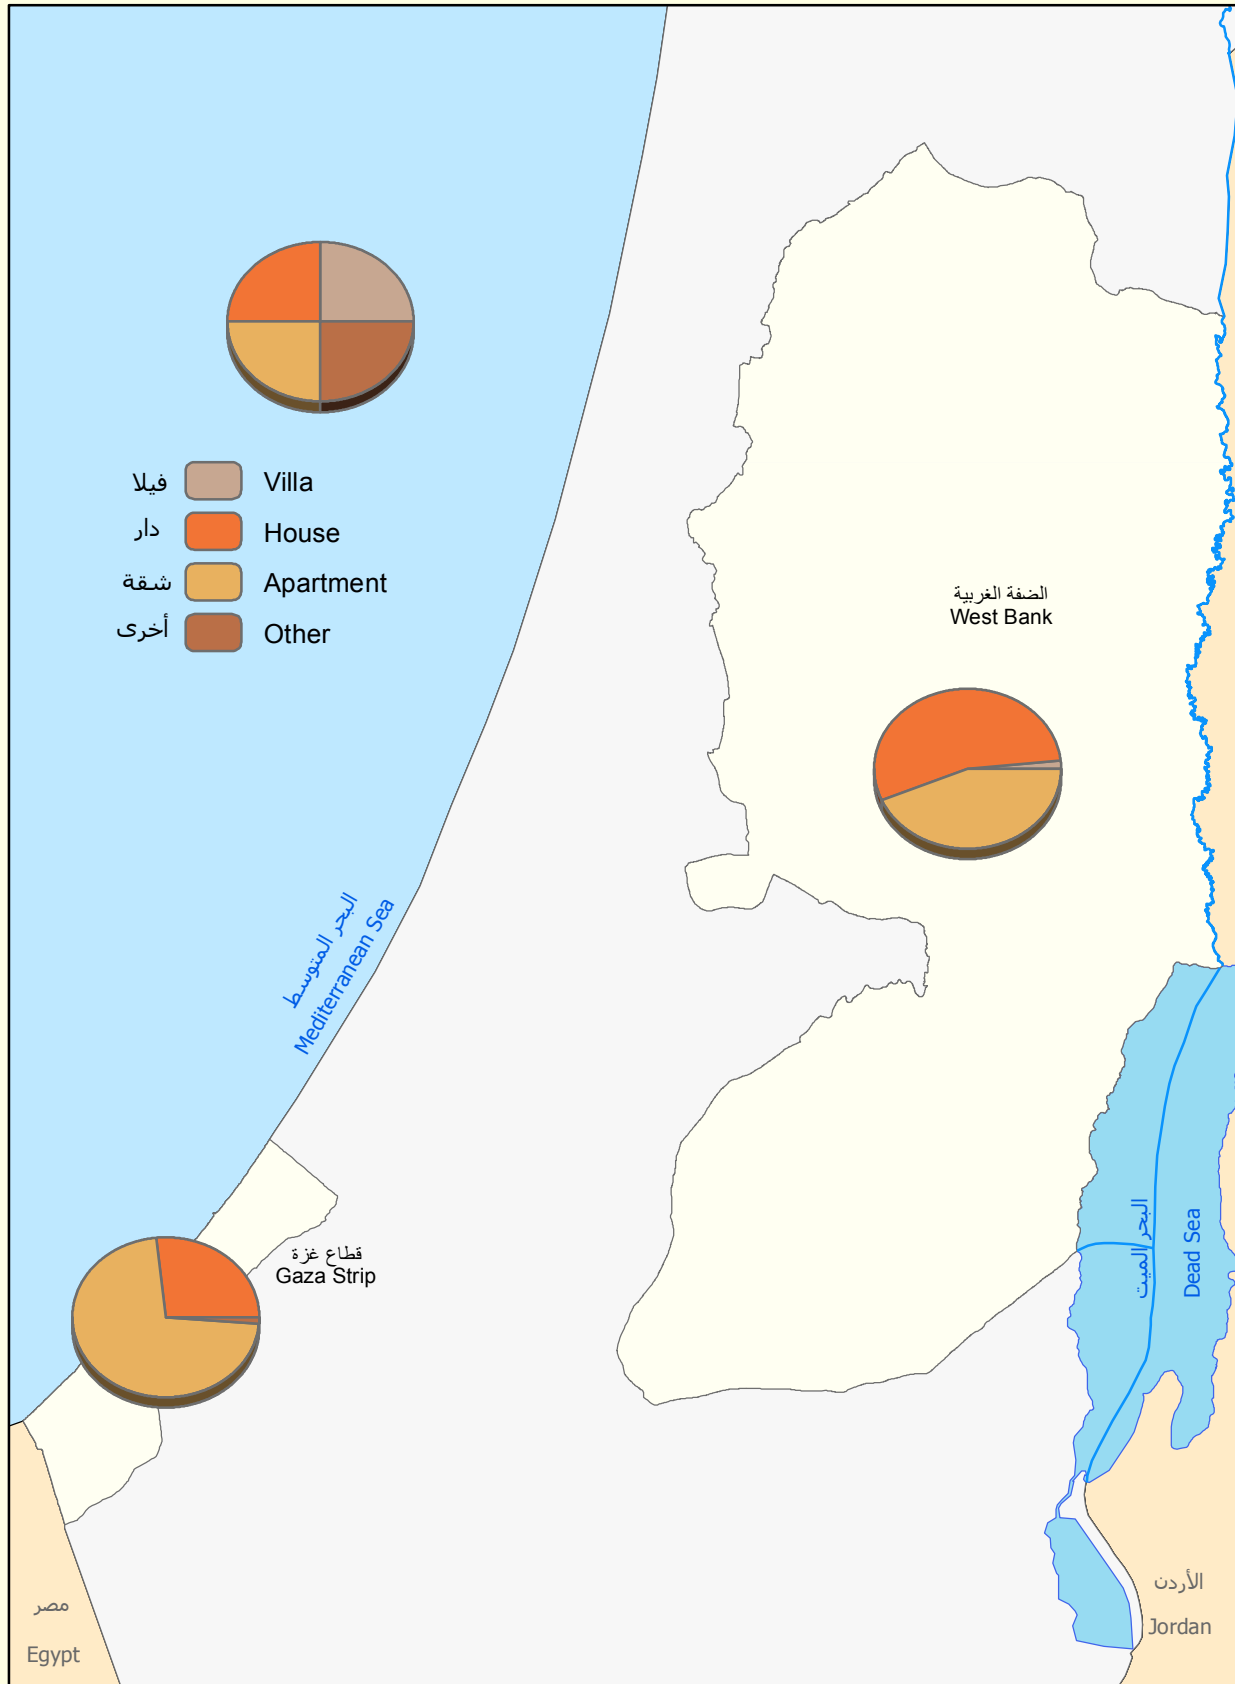 فيلا Villa
دار House
شقة Apartment
أخرى Other
الضفة الغربية
West Bank
البحر المتوسط
Mediterranean Sea
قطاع غزة
Gaza Strip
البحر الميت
Dead Sea
مصر
Egypt
الأردن
Jordan